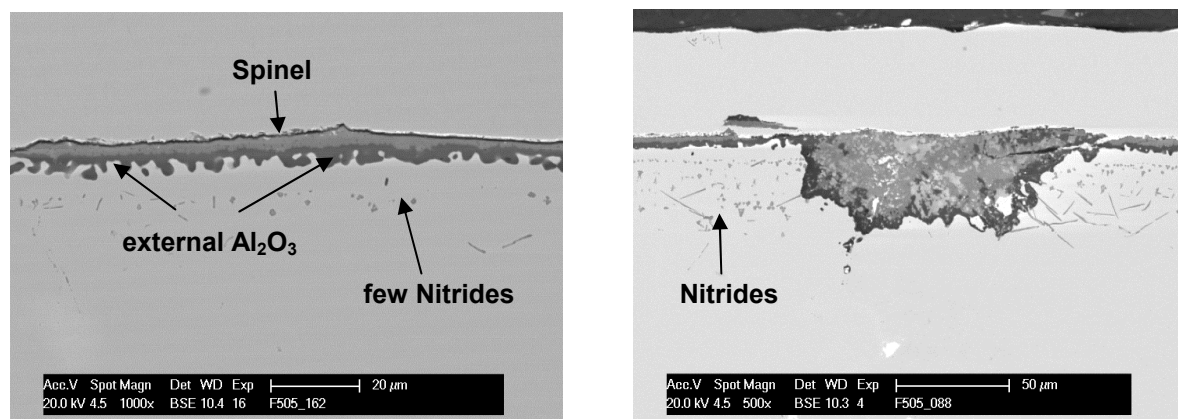 Spinel
external Al₂O₃
few Nitrides
Acc.V Spot Magn Det WD Exp 20 µm
20.0 kV 4.5 1000x BSE 10.4 16 F505_162
Nitrides
Acc.V Spot Magn Det WD Exp 50 µm
20.0 kV 4.5 500x BSE 10.3 4 F505_088